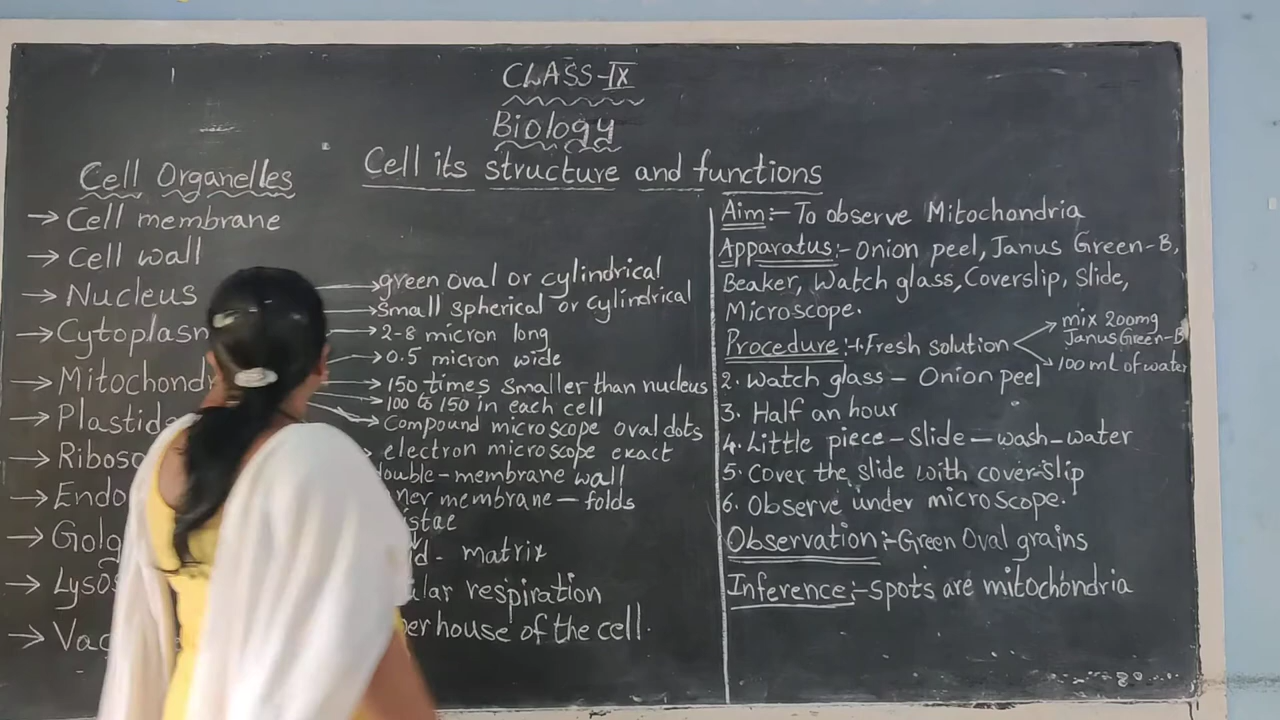 CLASS-IX
Biology
Cell its structure and functions
Cell Organelles
→ Cell membrane
→ Cell wall
→ Nucleus
→ Cytoplasm
→ Mitochond
→ Plastid
→ Riboso
→ Endo
→ Golg
→ Lysos
→ Vac
→ green oval or cylindrical
→ small spherical or cylindrical
→ 2-8 micron long
→ 0.5 micron wide
→ 150 times smaller than nucleus
→ 100 to 150 in each cell
→ Compound microscope oval dots
electron microscope exact
double-membrane wall
ner membrane - folds
istae
d - matrix
ular respiration
er house of the cell.
Aim:- To observe Mitochondria
Apparatus:- Onion peel, Janus Green-B,
Beaker, Watch glass, Coverslip, Slide,
Microscope.
Procedure:-1. Fresh solution
mix 200mg
Janus Green-B
100 mL of water
2. Watch glass - Onion peel
3. Half an hour
4. Little piece - Slide - wash - water
5. Cover the slide with cover-slip
6. Observe under microscope.
Observation:- Green Oval grains
Inference:- spots are mitochondria